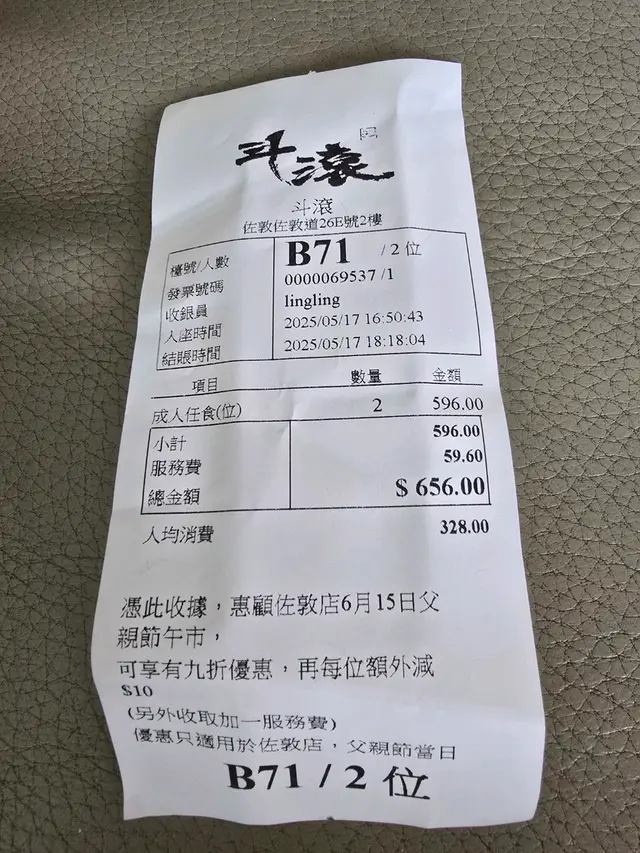 斗滾
斗滾
佐敦佐敦道26E號2樓
檯號/人數 B71 / 2 位
發票號碼 0000069537 /1
收銀員 lingling
入座時間 2025/05/17 16:50:43
結賬時間 2025/05/17 18:18:04
項目 數量 金額
成人任食(位) 2 596.00
小計 596.00
服務費 59.60
總金額 $ 656.00
人均消費 328.00
憑此收據，惠顧佐敦店6月15日父
親節午市，
可享有九折優惠，再每位額外減
$10
(另外收取加一服務費)
優惠只適用於佐敦店，父親節當日
B71 / 2 位